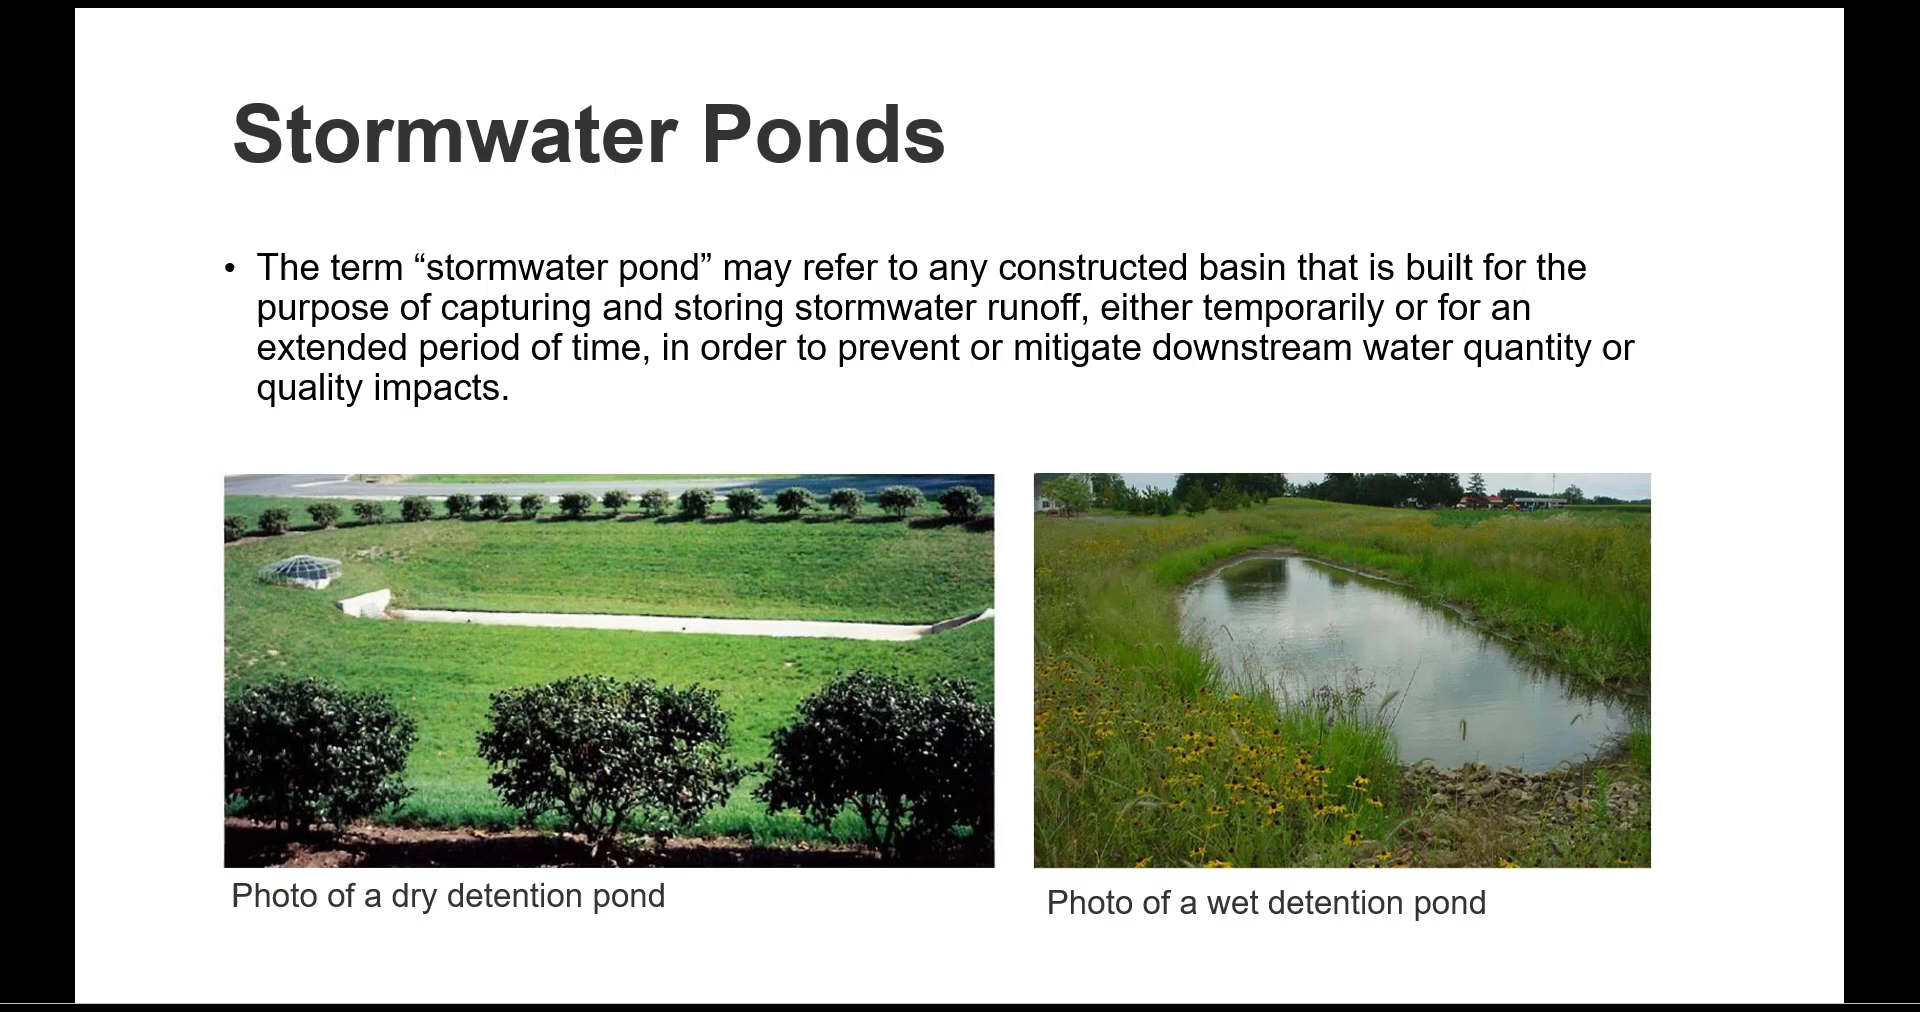 Stormwater Ponds
• The term “stormwater pond” may refer to any constructed basin that is built for the
purpose of capturing and storing stormwater runoff, either temporarily or for an
extended period of time, in order to prevent or mitigate downstream water quantity or
quality impacts.
Photo of a dry detention pond
Photo of a wet detention pond